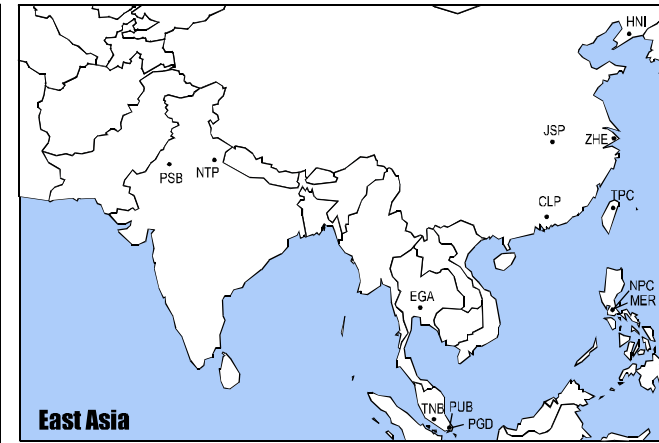 HNI
JSP
ZHE
PSB
NTP
CLP
TPC
NPC
EGA
MER
TNB
PUB
PGD
East Asia